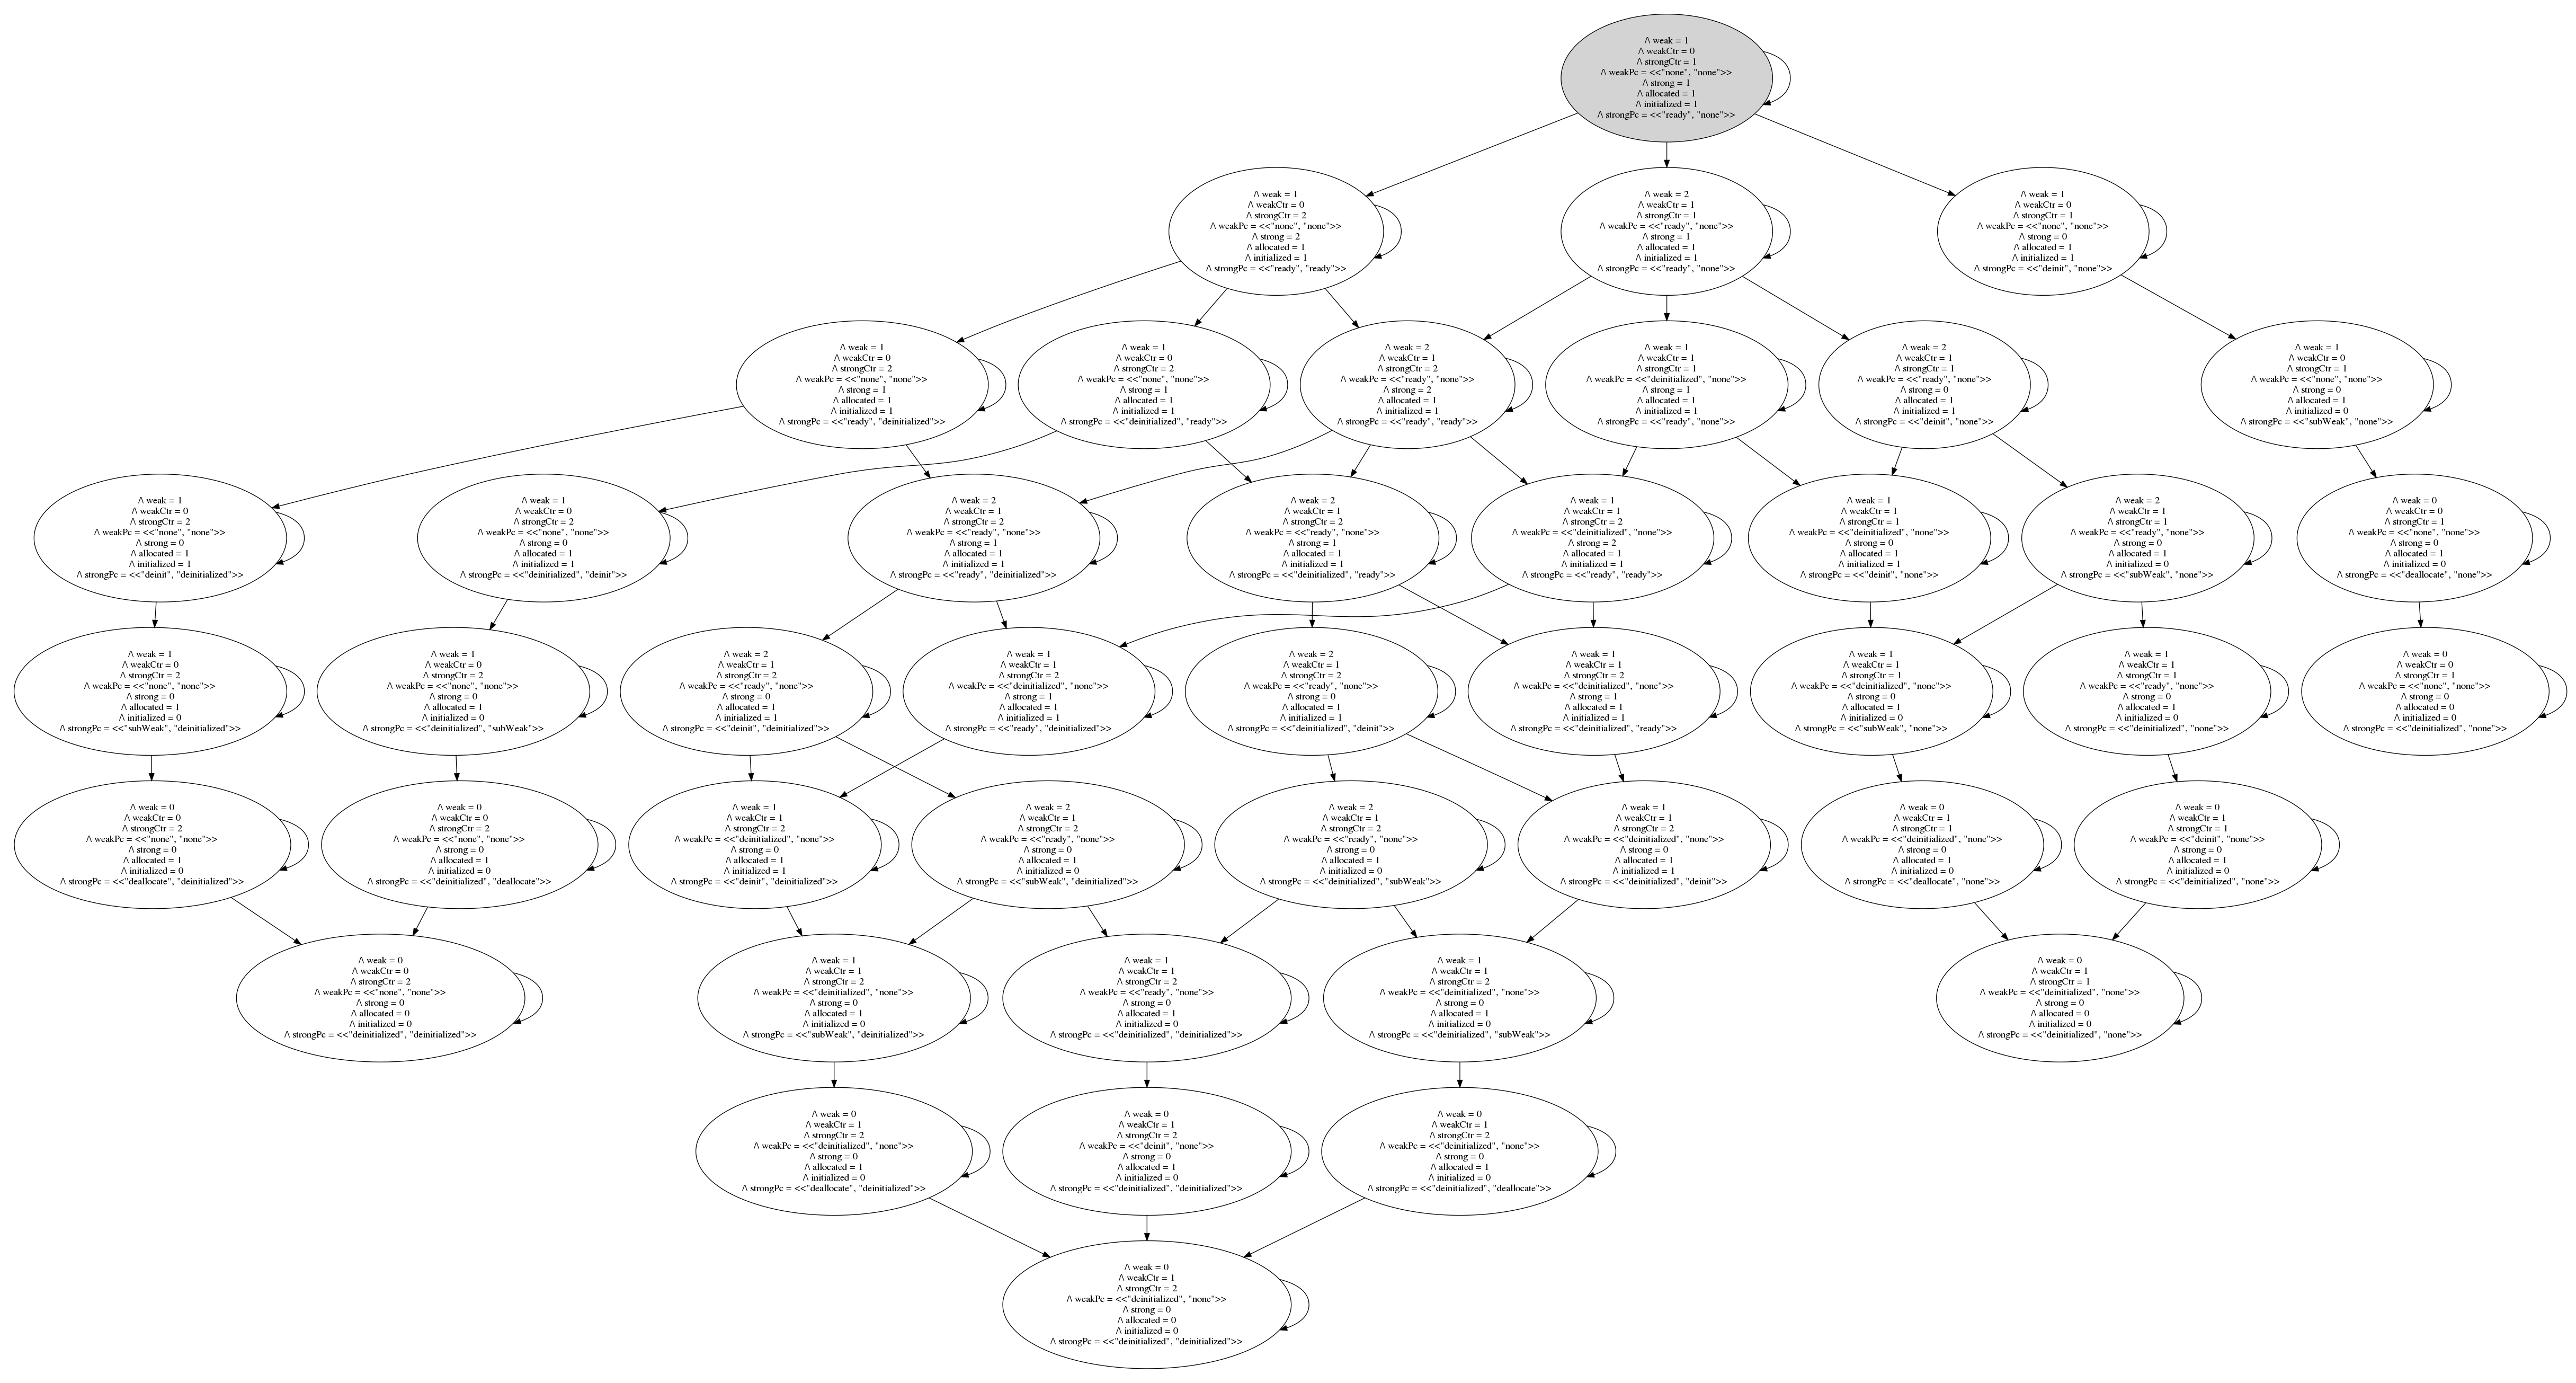 /\ weak = 1
/\ weakCtr = 0
/\ strongCtr = 1
/\ weakPc = <<"none", "none">>
/\ strong = 1
/\ allocated = 1
/\ initialized = 1
/\ strongPc = <<"ready", "none">>
/\ weak = 1
/\ weakCtr = 0
/\ strongCtr = 2
/\ weakPc = <<"none", "none">>
/\ strong = 2
/\ allocated = 1
/\ initialized = 1
/\ strongPc = <<"ready", "ready">>
/\ weak = 2
/\ weakCtr = 1
/\ strongCtr = 1
/\ weakPc = <<"ready", "none">>
/\ strong = 1
/\ allocated = 1
/\ initialized = 1
/\ strongPc = <<"ready", "none">>
/\ weak = 1
/\ weakCtr = 0
/\ strongCtr = 1
/\ weakPc = <<"none", "none">>
/\ strong = 0
/\ allocated = 1
/\ initialized = 1
/\ strongPc = <<"deinit", "none">>
/\ weak = 1
/\ weakCtr = 0
/\ strongCtr = 2
/\ weakPc = <<"none", "none">>
/\ strong = 1
/\ allocated = 1
/\ initialized = 1
/\ strongPc = <<"ready", "deinitialized">>
/\ weak = 1
/\ weakCtr = 0
/\ strongCtr = 2
/\ weakPc = <<"none", "none">>
/\ strong = 1
/\ allocated = 1
/\ initialized = 1
/\ strongPc = <<"deinitialized", "ready">>
/\ weak = 2
/\ weakCtr = 1
/\ strongCtr = 2
/\ weakPc = <<"ready", "none">>
/\ strong = 2
/\ allocated = 1
/\ initialized = 1
/\ strongPc = <<"ready", "ready">>
/\ weak = 1
/\ weakCtr = 1
/\ strongCtr = 1
/\ weakPc = <<"deinitialized", "none">>
/\ strong = 1
/\ allocated = 1
/\ initialized = 1
/\ strongPc = <<"ready", "none">>
/\ weak = 2
/\ weakCtr = 1
/\ strongCtr = 1
/\ weakPc = <<"ready", "none">>
/\ strong = 0
/\ allocated = 1
/\ initialized = 1
/\ strongPc = <<"deinit", "none">>
/\ weak = 1
/\ weakCtr = 0
/\ strongCtr = 1
/\ weakPc = <<"none", "none">>
/\ strong = 0
/\ allocated = 1
/\ initialized = 0
/\ strongPc = <<"subWeak", "none">>
/\ weak = 1
/\ weakCtr = 0
/\ strongCtr = 2
/\ weakPc = <<"none", "none">>
/\ strong = 0
/\ allocated = 1
/\ initialized = 1
/\ strongPc = <<"deinit", "deinitialized">>
/\ weak = 1
/\ weakCtr = 0
/\ strongCtr = 2
/\ weakPc = <<"none", "none">>
/\ strong = 0
/\ allocated = 1
/\ initialized = 1
/\ strongPc = <<"deinitialized", "deinit">>
/\ weak = 2
/\ weakCtr = 1
/\ strongCtr = 2
/\ weakPc = <<"ready", "none">>
/\ strong = 1
/\ allocated = 1
/\ initialized = 1
/\ strongPc = <<"ready", "deinitialized">>
/\ weak = 2
/\ weakCtr = 1
/\ strongCtr = 2
/\ weakPc = <<"ready", "none">>
/\ strong = 1
/\ allocated = 1
/\ initialized = 1
/\ strongPc = <<"deinitialized", "ready">>
/\ weak = 1
/\ weakCtr = 1
/\ strongCtr = 2
/\ weakPc = <<"deinitialized", "none">>
/\ strong = 2
/\ allocated = 1
/\ initialized = 1
/\ strongPc = <<"ready", "ready">>
/\ weak = 1
/\ weakCtr = 1
/\ strongCtr = 1
/\ weakPc = <<"deinitialized", "none">>
/\ strong = 0
/\ allocated = 1
/\ initialized = 1
/\ strongPc = <<"deinit", "none">>
/\ weak = 2
/\ weakCtr = 1
/\ strongCtr = 1
/\ weakPc = <<"ready", "none">>
/\ strong = 0
/\ allocated = 1
/\ initialized = 0
/\ strongPc = <<"subWeak", "none">>
/\ weak = 0
/\ weakCtr = 0
/\ strongCtr = 1
/\ weakPc = <<"none", "none">>
/\ strong = 0
/\ allocated = 1
/\ initialized = 0
/\ strongPc = <<"deallocate", "none">>
/\ weak = 1
/\ weakCtr = 0
/\ strongCtr = 2
/\ weakPc = <<"none", "none">>
/\ strong = 0
/\ allocated = 1
/\ initialized = 0
/\ strongPc = <<"subWeak", "deinitialized">>
/\ weak = 1
/\ weakCtr = 0
/\ strongCtr = 2
/\ weakPc = <<"none", "none">>
/\ strong = 0
/\ allocated = 1
/\ initialized = 0
/\ strongPc = <<"deinitialized", "subWeak">>
/\ weak = 2
/\ weakCtr = 1
/\ strongCtr = 2
/\ weakPc = <<"ready", "none">>
/\ strong = 0
/\ allocated = 1
/\ initialized = 1
/\ strongPc = <<"deinit", "deinitialized">>
/\ weak = 1
/\ weakCtr = 1
/\ strongCtr = 2
/\ weakPc = <<"deinitialized", "none">>
/\ strong = 1
/\ allocated = 1
/\ initialized = 1
/\ strongPc = <<"ready", "deinitialized">>
/\ weak = 2
/\ weakCtr = 1
/\ strongCtr = 2
/\ weakPc = <<"ready", "none">>
/\ strong = 0
/\ allocated = 1
/\ initialized = 1
/\ strongPc = <<"deinitialized", "deinit">>
/\ weak = 1
/\ weakCtr = 1
/\ strongCtr = 2
/\ weakPc = <<"deinitialized", "none">>
/\ strong = 1
/\ allocated = 1
/\ initialized = 1
/\ strongPc = <<"deinitialized", "ready">>
/\ weak = 1
/\ weakCtr = 1
/\ strongCtr = 1
/\ weakPc = <<"deinitialized", "none">>
/\ strong = 0
/\ allocated = 1
/\ initialized = 0
/\ strongPc = <<"subWeak", "none">>
/\ weak = 1
/\ weakCtr = 1
/\ strongCtr = 1
/\ weakPc = <<"ready", "none">>
/\ strong = 0
/\ allocated = 1
/\ initialized = 0
/\ strongPc = <<"deinitialized", "none">>
/\ weak = 0
/\ weakCtr = 0
/\ strongCtr = 1
/\ weakPc = <<"none", "none">>
/\ strong = 0
/\ allocated = 0
/\ initialized = 0
/\ strongPc = <<"deinitialized", "none">>
/\ weak = 0
/\ weakCtr = 0
/\ strongCtr = 2
/\ weakPc = <<"none", "none">>
/\ strong = 0
/\ allocated = 1
/\ initialized = 0
/\ strongPc = <<"deallocate", "deinitialized">>
/\ weak = 0
/\ weakCtr = 0
/\ strongCtr = 2
/\ weakPc = <<"none", "none">>
/\ strong = 0
/\ allocated = 1
/\ initialized = 0
/\ strongPc = <<"deinitialized", "deallocate">>
/\ weak = 1
/\ weakCtr = 1
/\ strongCtr = 2
/\ weakPc = <<"deinitialized", "none">>
/\ strong = 0
/\ allocated = 1
/\ initialized = 1
/\ strongPc = <<"deinit", "deinitialized">>
/\ weak = 2
/\ weakCtr = 1
/\ strongCtr = 2
/\ weakPc = <<"ready", "none">>
/\ strong = 0
/\ allocated = 1
/\ initialized = 0
/\ strongPc = <<"subWeak", "deinitialized">>
/\ weak = 2
/\ weakCtr = 1
/\ strongCtr = 2
/\ weakPc = <<"ready", "none">>
/\ strong = 0
/\ allocated = 1
/\ initialized = 0
/\ strongPc = <<"deinitialized", "subWeak">>
/\ weak = 1
/\ weakCtr = 1
/\ strongCtr = 2
/\ weakPc = <<"deinitialized", "none">>
/\ strong = 0
/\ allocated = 1
/\ initialized = 1
/\ strongPc = <<"deinitialized", "deinit">>
/\ weak = 0
/\ weakCtr = 1
/\ strongCtr = 1
/\ weakPc = <<"deinitialized", "none">>
/\ strong = 0
/\ allocated = 1
/\ initialized = 0
/\ strongPc = <<"deallocate", "none">>
/\ weak = 0
/\ weakCtr = 1
/\ strongCtr = 1
/\ weakPc = <<"deinit", "none">>
/\ strong = 0
/\ allocated = 1
/\ initialized = 0
/\ strongPc = <<"deinitialized", "none">>
/\ weak = 0
/\ weakCtr = 0
/\ strongCtr = 2
/\ weakPc = <<"none", "none">>
/\ strong = 0
/\ allocated = 0
/\ initialized = 0
/\ strongPc = <<"deinitialized", "deinitialized">>
/\ weak = 1
/\ weakCtr = 1
/\ strongCtr = 2
/\ weakPc = <<"deinitialized", "none">>
/\ strong = 0
/\ allocated = 1
/\ initialized = 0
/\ strongPc = <<"subWeak", "deinitialized">>
/\ weak = 1
/\ weakCtr = 1
/\ strongCtr = 2
/\ weakPc = <<"ready", "none">>
/\ strong = 0
/\ allocated = 1
/\ initialized = 0
/\ strongPc = <<"deinitialized", "deinitialized">>
/\ weak = 1
/\ weakCtr = 1
/\ strongCtr = 2
/\ weakPc = <<"deinitialized", "none">>
/\ strong = 0
/\ allocated = 1
/\ initialized = 0
/\ strongPc = <<"deinitialized", "subWeak">>
/\ weak = 0
/\ weakCtr = 1
/\ strongCtr = 1
/\ weakPc = <<"deinitialized", "none">>
/\ strong = 0
/\ allocated = 0
/\ initialized = 0
/\ strongPc = <<"deinitialized", "none">>
/\ weak = 0
/\ weakCtr = 1
/\ strongCtr = 2
/\ weakPc = <<"deinitialized", "none">>
/\ strong = 0
/\ allocated = 1
/\ initialized = 0
/\ strongPc = <<"deallocate", "deinitialized">>
/\ weak = 0
/\ weakCtr = 1
/\ strongCtr = 2
/\ weakPc = <<"deinit", "none">>
/\ strong = 0
/\ allocated = 1
/\ initialized = 0
/\ strongPc = <<"deinitialized", "deinitialized">>
/\ weak = 0
/\ weakCtr = 1
/\ strongCtr = 2
/\ weakPc = <<"deinitialized", "none">>
/\ strong = 0
/\ allocated = 1
/\ initialized = 0
/\ strongPc = <<"deinitialized", "deallocate">>
/\ weak = 0
/\ weakCtr = 1
/\ strongCtr = 2
/\ weakPc = <<"deinitialized", "none">>
/\ strong = 0
/\ allocated = 0
/\ initialized = 0
/\ strongPc = <<"deinitialized", "deinitialized">>